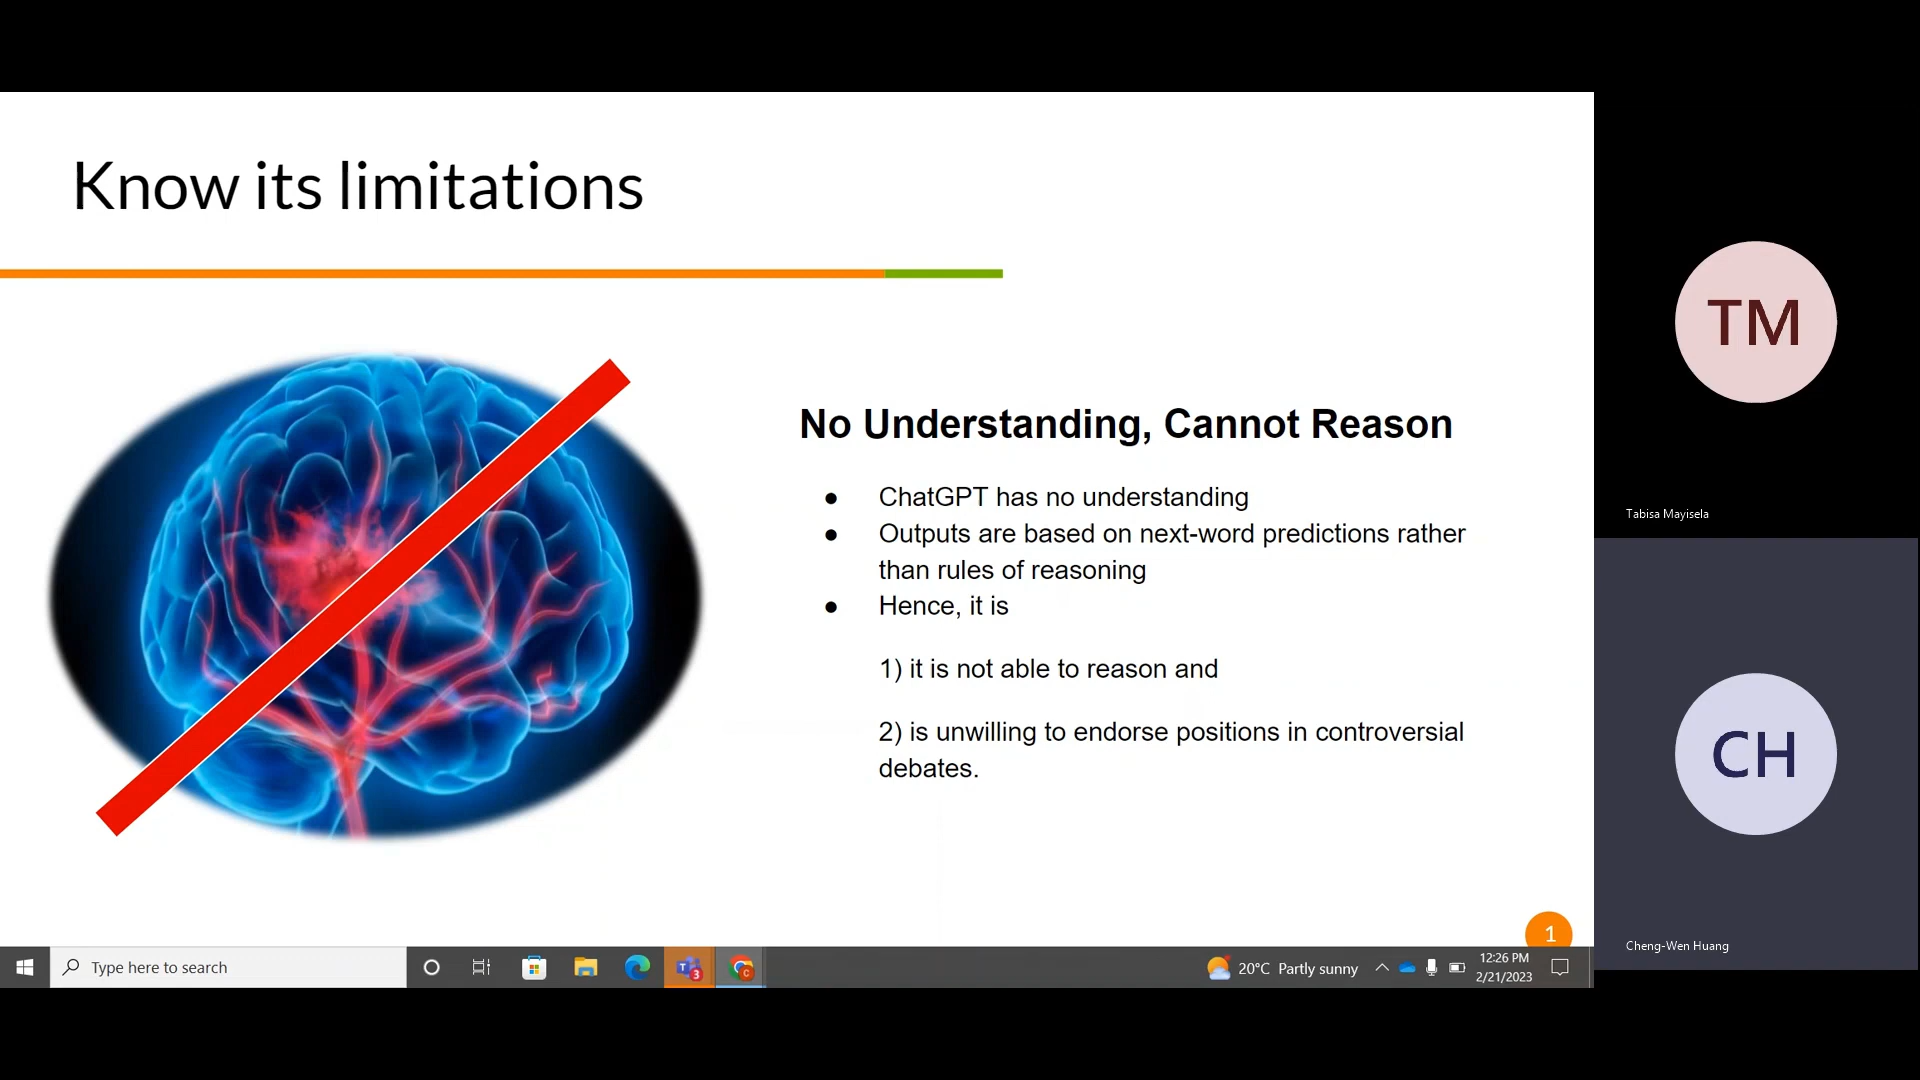 Know its limitations
No Understanding, Cannot Reason
● ChatGPT has no understanding
● Outputs are based on next-word predictions rather
than rules of reasoning
● Hence, it is
1) it is not able to reason and
2) is unwilling to endorse positions in controversial
debates.
1
TM
Tabisa Mayisela
CH
Cheng-Wen Huang
Type here to search
3
C
20°C Partly sunny
12:26 PM
2/21/2023